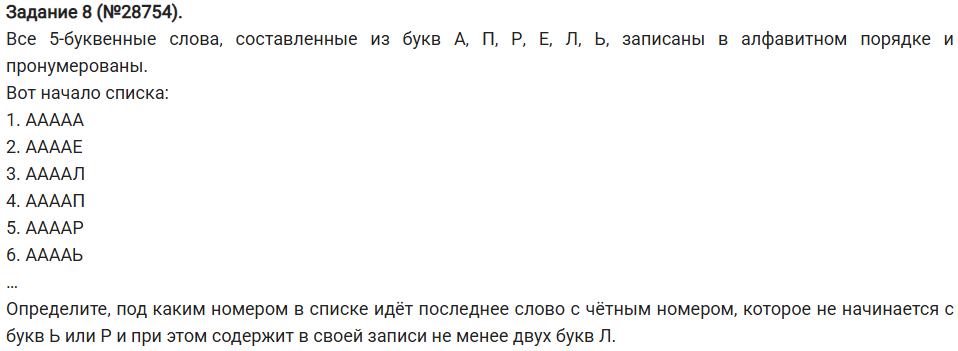 Задание 8 (№28754).
Все 5-буквенные слова, составленные из букв А, П, Р, Е, Л, Ь, записаны в алфавитном порядке и
пронумерованы.
Вот начало списка:
1. ААААА
2. ААААЕ
3. ААААЛ
4. ААААП
5. ААААР
6. ААААЬ
...
Определите, под каким номером в списке идёт последнее слово с чётным номером, которое не начинается с
букв Ь или Р и при этом содержит в своей записи не менее двух букв Л.